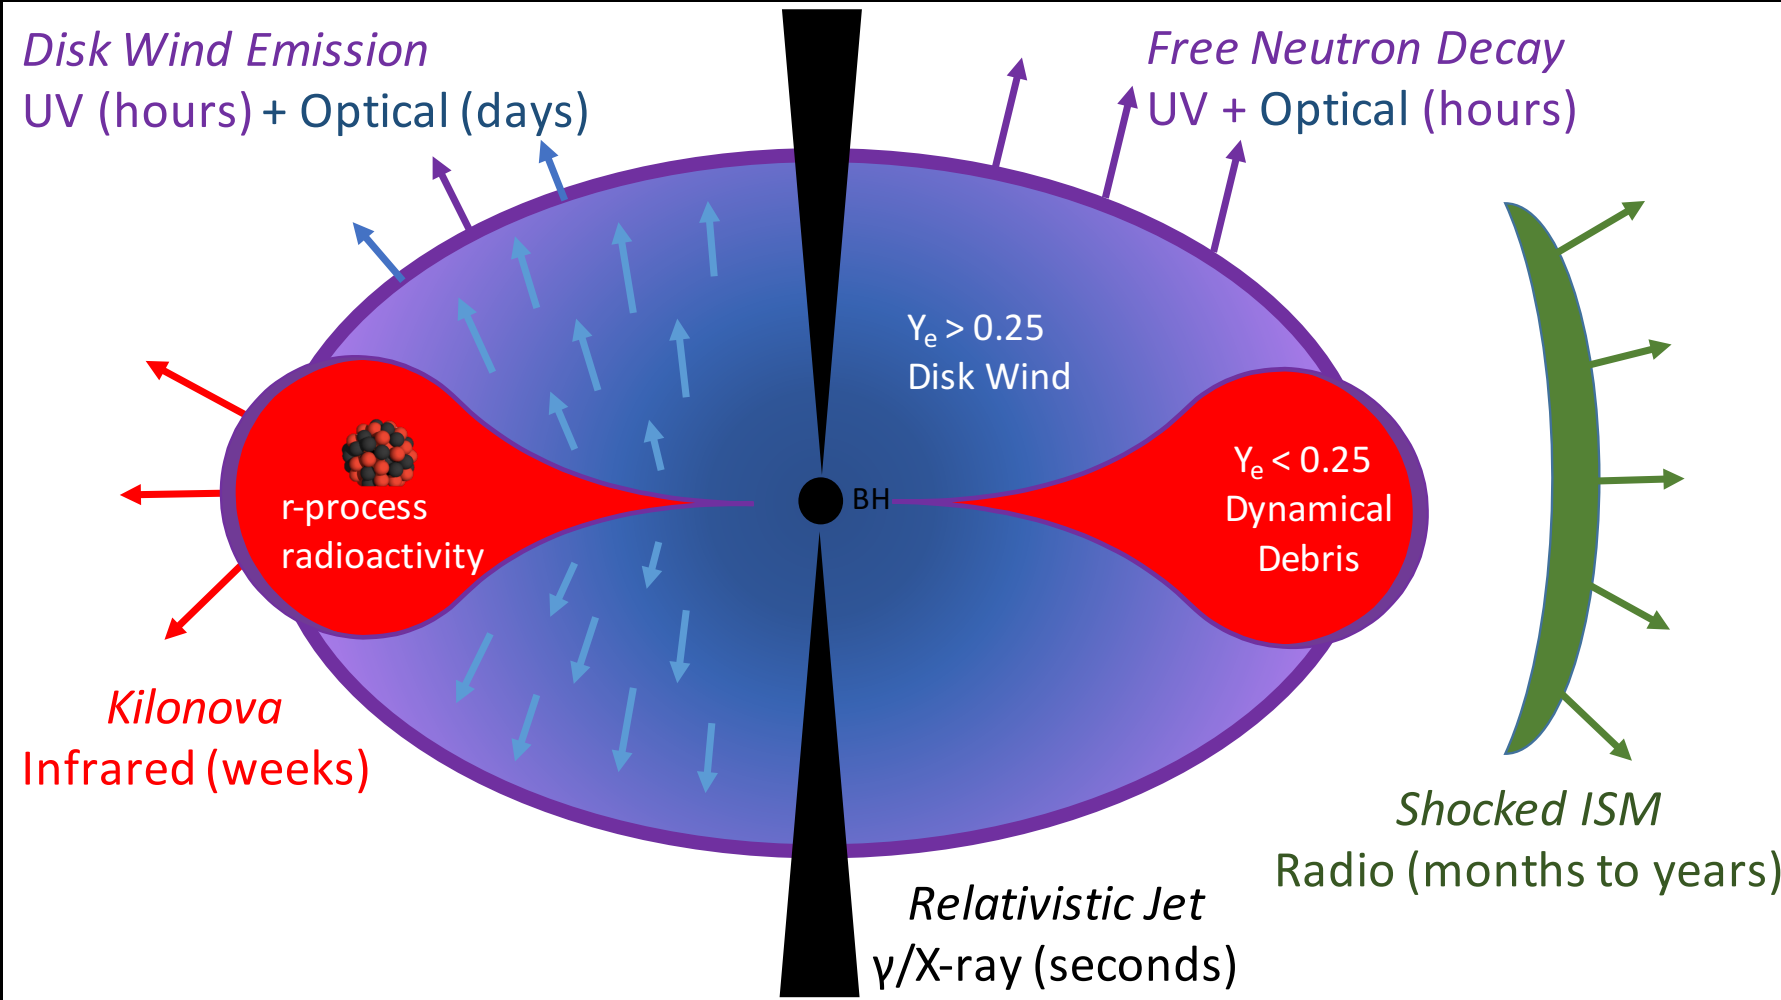 Disk Wind Emission
UV (hours) + Optical (days)
Free Neutron Decay
UV + Optical (hours)
Yₑ > 0.25
Disk Wind
BH
r-process
radioactivity
Yₑ < 0.25
Dynamical
Debris
Kilonova
Infrared (weeks)
Shocked ISM
Radio (months to years)
Relativistic Jet
γ/X-ray (seconds)